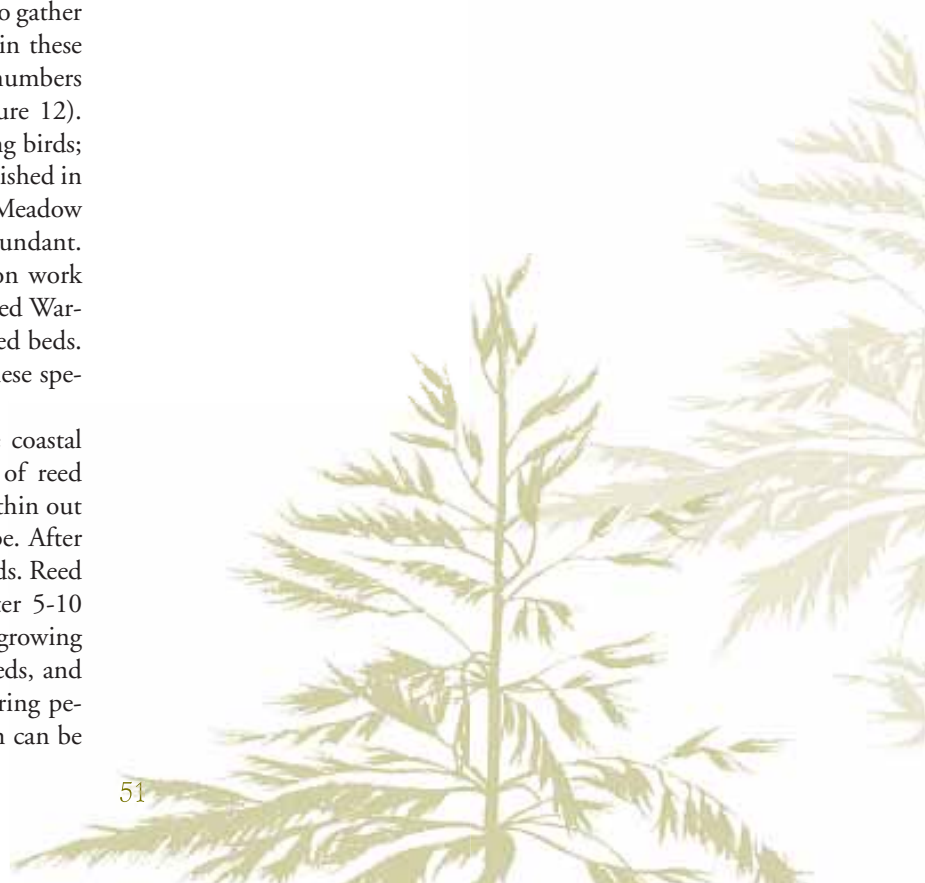 o gather
in these
numbers
ure 12).
ng birds;
ished in
Meadow
undant.
on work
ed War-
ed beds.
ese spe-
coastal
of reed
thin out
pe. After
ds. Reed
ter 5-10
growing
eds, and
ring pe-
n can be
51